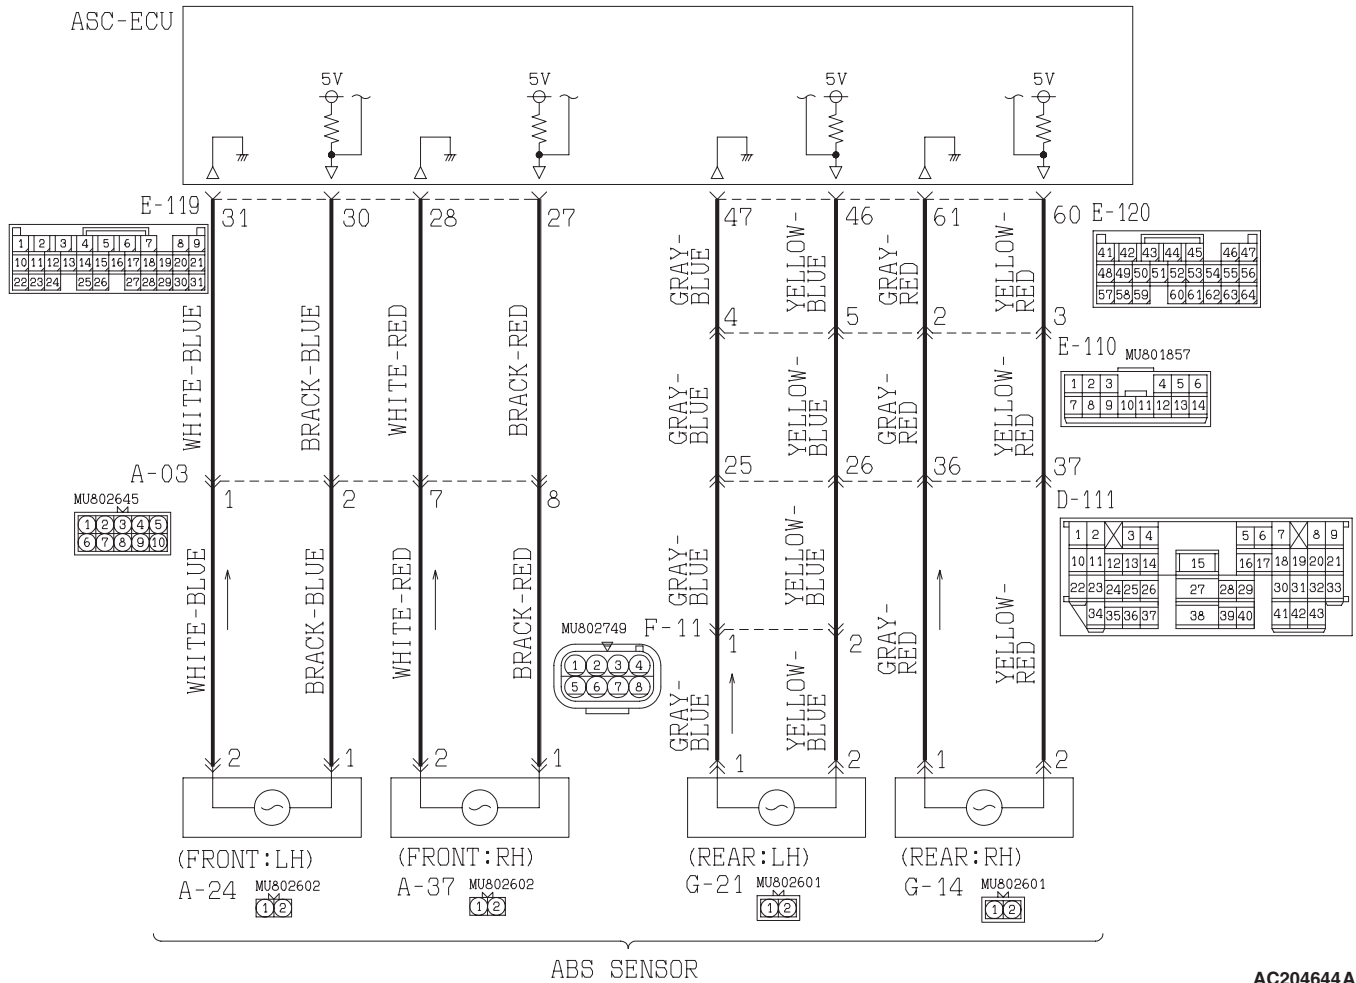 ASC-ECU
5V 5V 5V 5V
E-119 31 30 28 27 47 46 61 60 E-120
1 2 3 4 5 6 7 8 9
10 11 12 13 14 15 16 17 18 19 20 21
22 23 24 25 26 27 28 29 30 31
41 42 43 44 45 46 47
48 49 50 51 52 53 54 55 56
57 58 59 60 61 62 63 64
WHITE-BLUE
BRACK-BLUE
WHITE-RED
BRACK-RED
GRAY-
BLUE
YELLOW-
BLUE
GRAY-
RED
YELLOW-
RED
4 5 2 3
E-110 MU801857
1 2 3 4 5 6
7 8 9 10 11 12 13 14
GRAY-
BLUE
YELLOW-
BLUE
GRAY-
RED
YELLOW-
RED
A-03 1 2 7 8
25 26 36 37
D-111
MU802645
1 2 3 4 5
6 7 8 9 10
1 2 3 4 5 6 7 8 9
10 11 12 13 14 15 16 17 18 19 20 21
22 23 24 25 26 27 28 29 30 31 32 33
34 35 36 37 38 39 40 41 42 43
WHITE-BLUE
BRACK-BLUE
WHITE-RED
BRACK-RED
GRAY-
BLUE
YELLOW-
BLUE
GRAY-
RED
YELLOW-
RED
MU802749 F-11 1 2
1 2 3 4
5 6 7 8
GRAY-
BLUE
YELLOW-
BLUE
2 1 2 1 1 2 1 2
(FRONT:LH) (FRONT:RH) (REAR:LH) (REAR:RH)
A-24 MU802602 A-37 MU802602 G-21 MU802601 G-14 MU802601
1 2 1 2 1 2 1 2
ABS SENSOR
AC204644A